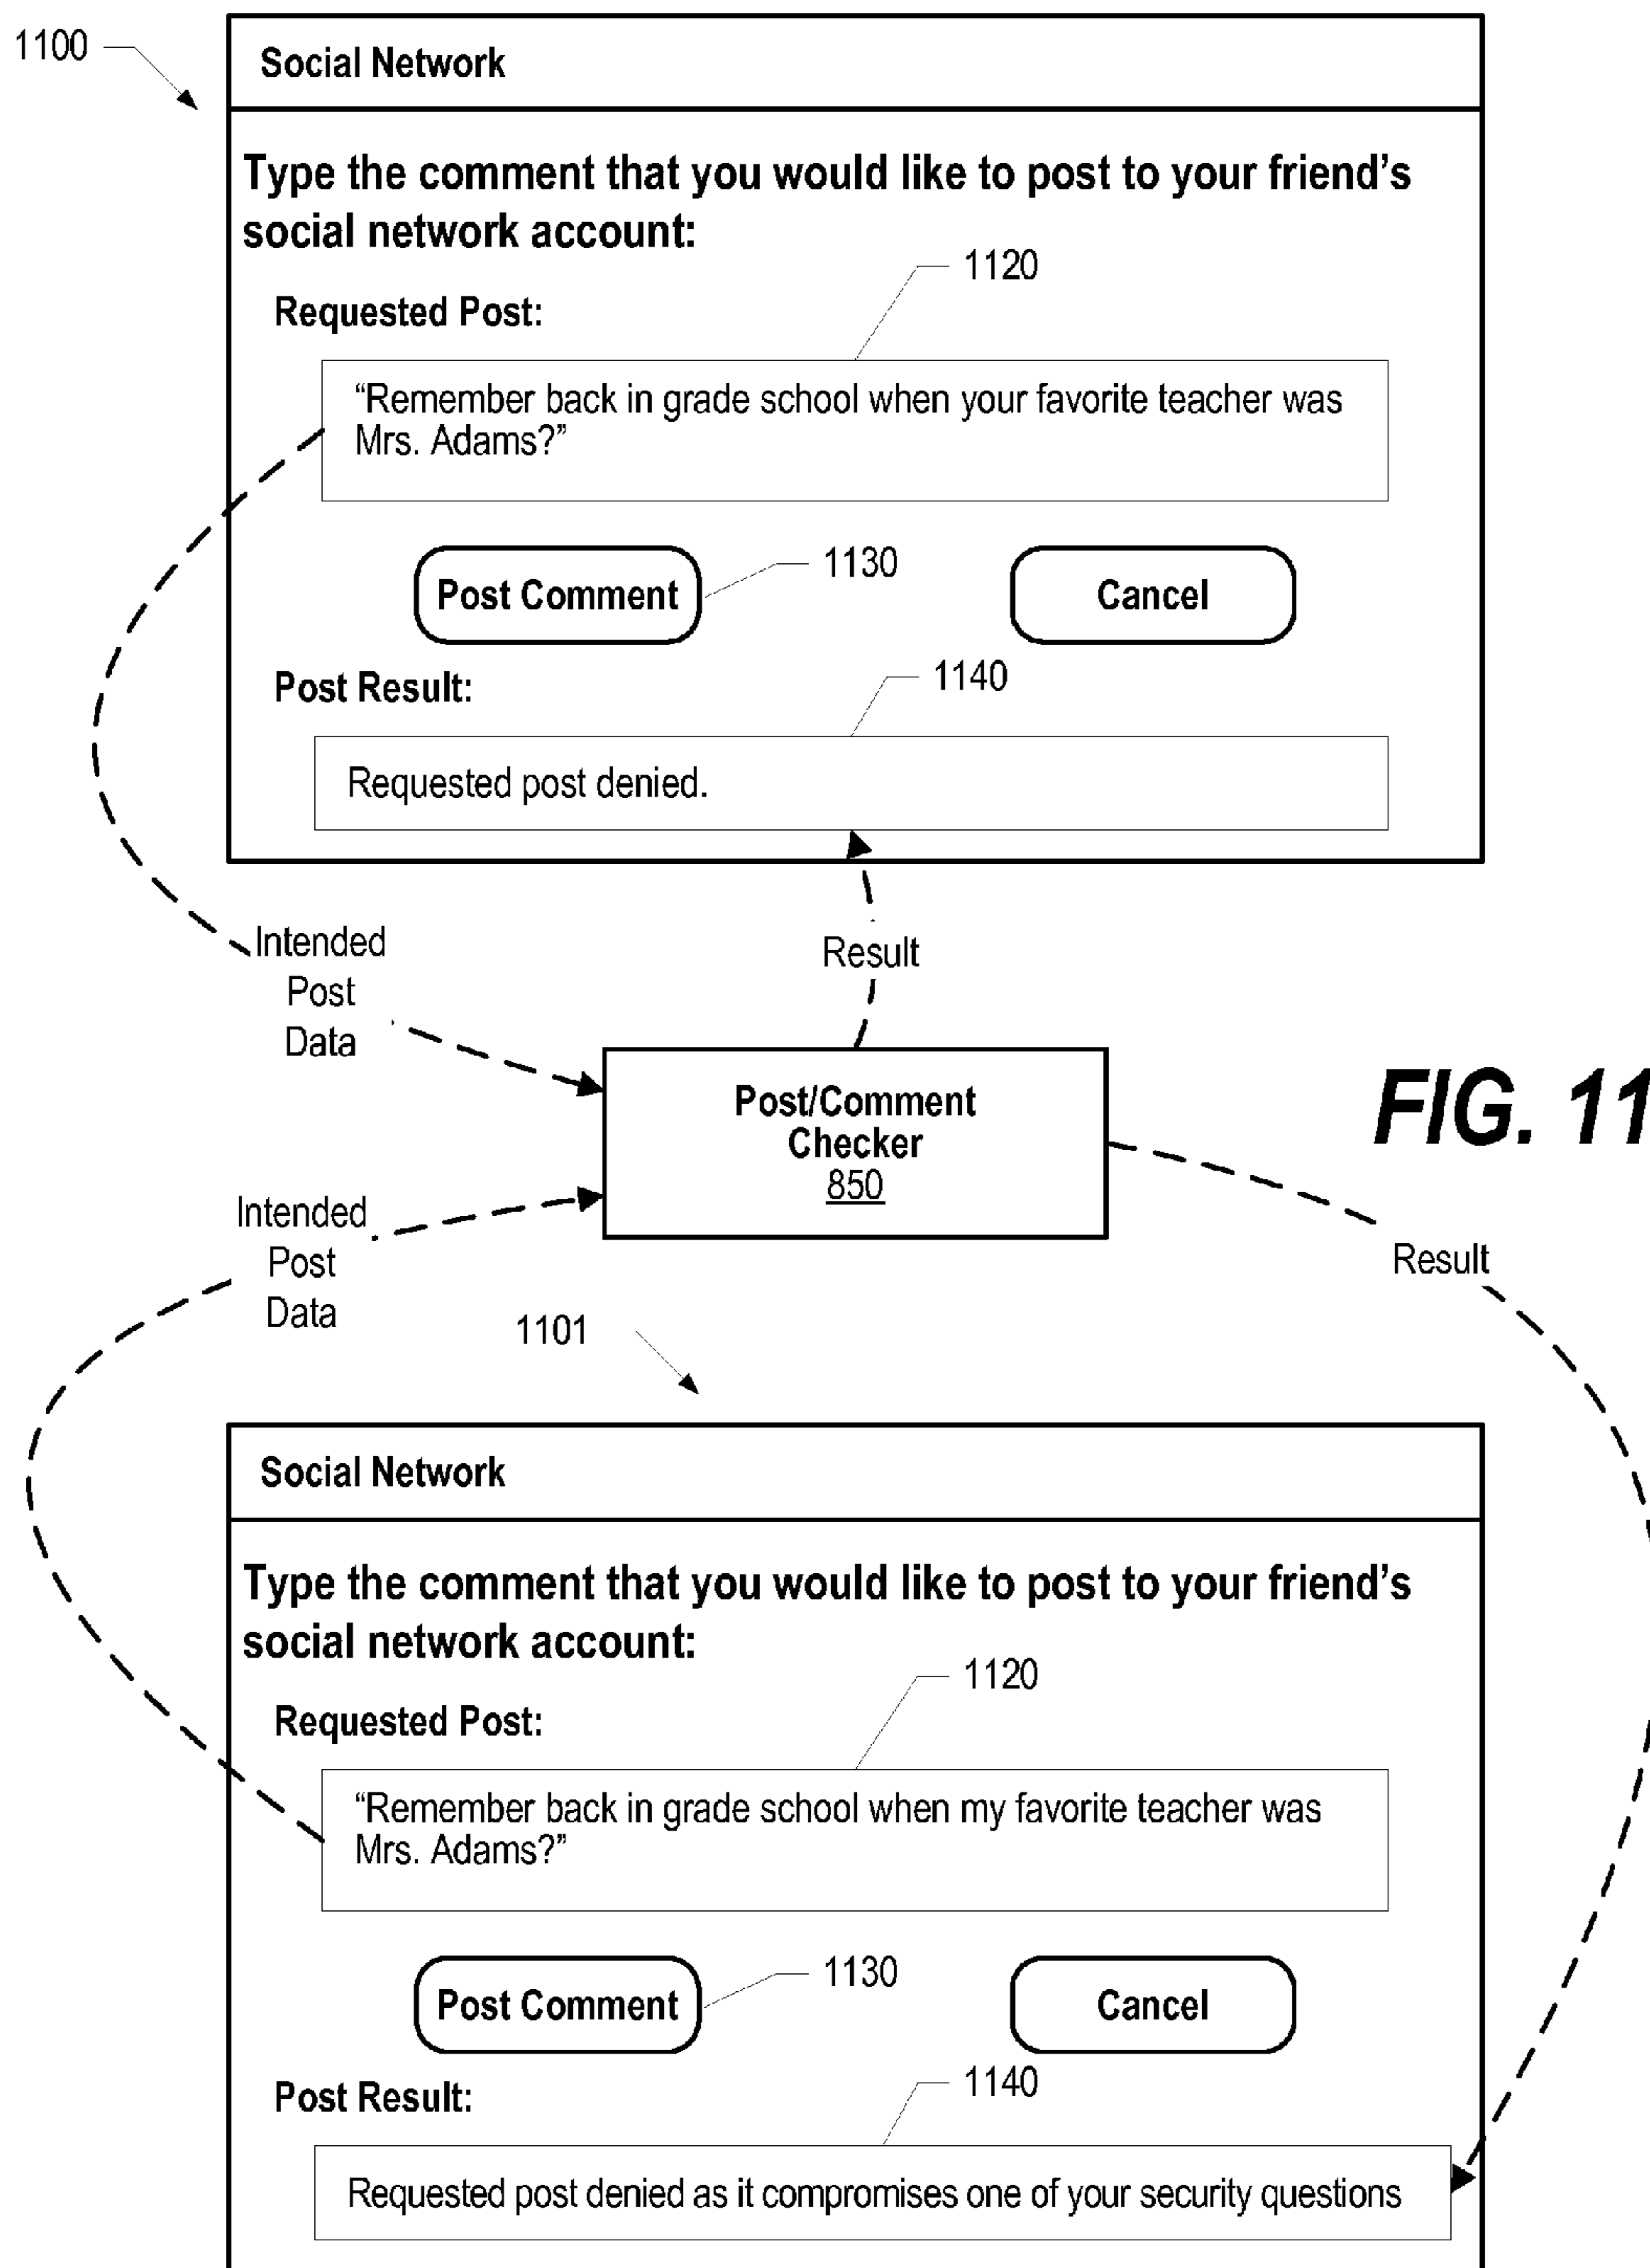 1100
Social Network
Type the comment that you would like to post to your friend’s
social network account:
1120
Requested Post:
“Remember back in grade school when your favorite teacher was
Mrs. Adams?”
1130
Post Comment
Cancel
1140
Post Result:
Requested post denied.
Intended
Post
Data
Result
Post/Comment
Checker
850
FIG. 11
Intended
Post
Data
Result
1101
Social Network
Type the comment that you would like to post to your friend’s
social network account:
1120
Requested Post:
“Remember back in grade school when my favorite teacher was
Mrs. Adams?”
1130
Post Comment
Cancel
1140
Post Result:
Requested post denied as it compromises one of your security questions